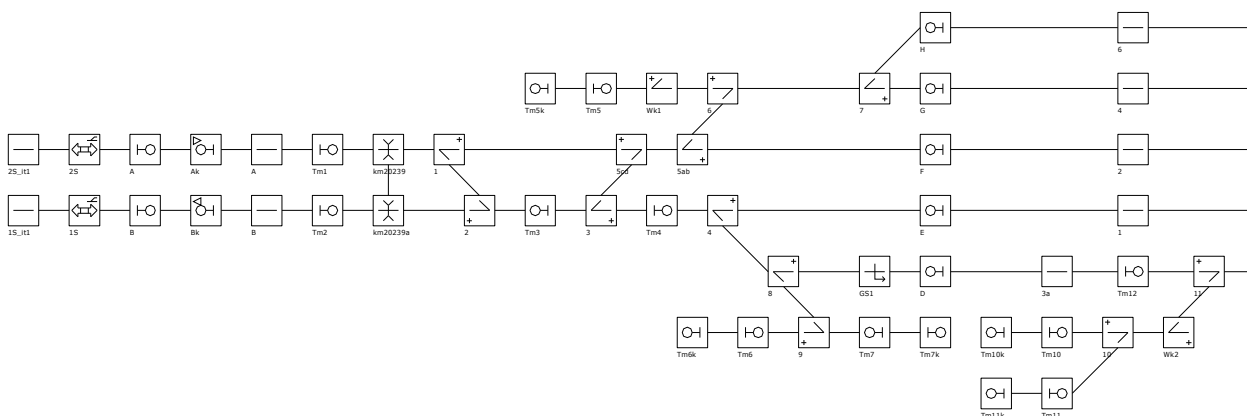 H 6
Tm5k Tm5 Wk1 6 7 G 4
2S_it1 2S A Ak A Tm1 km20239 1 5cd 5ab F 2
1S_it1 1S B Bk B Tm2 km20239a 2 Tm3 3 Tm4 4 E 1
8 GS1 D 3a Tm12 11
Tm6k Tm6 9 Tm7 Tm7k Tm10k Tm10 10 Wk2
Tm11k Tm11